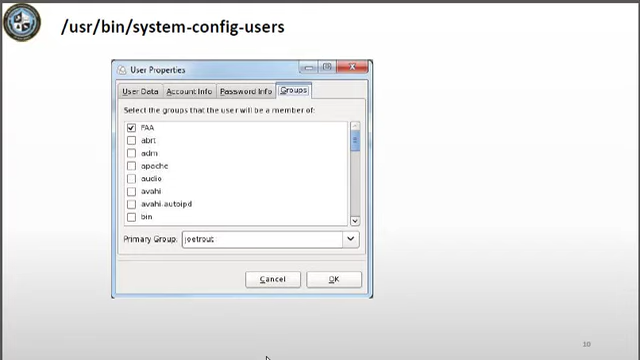 /usr/bin/system-config-users
User Properties
User Data Account Info Password Info Groups
Select the groups that the user will be a member of:
FAA
abrt
adm
apache
audio
avahi
avahi-autoipd
bin
Primary Group: joetrout
Cancel OK
10